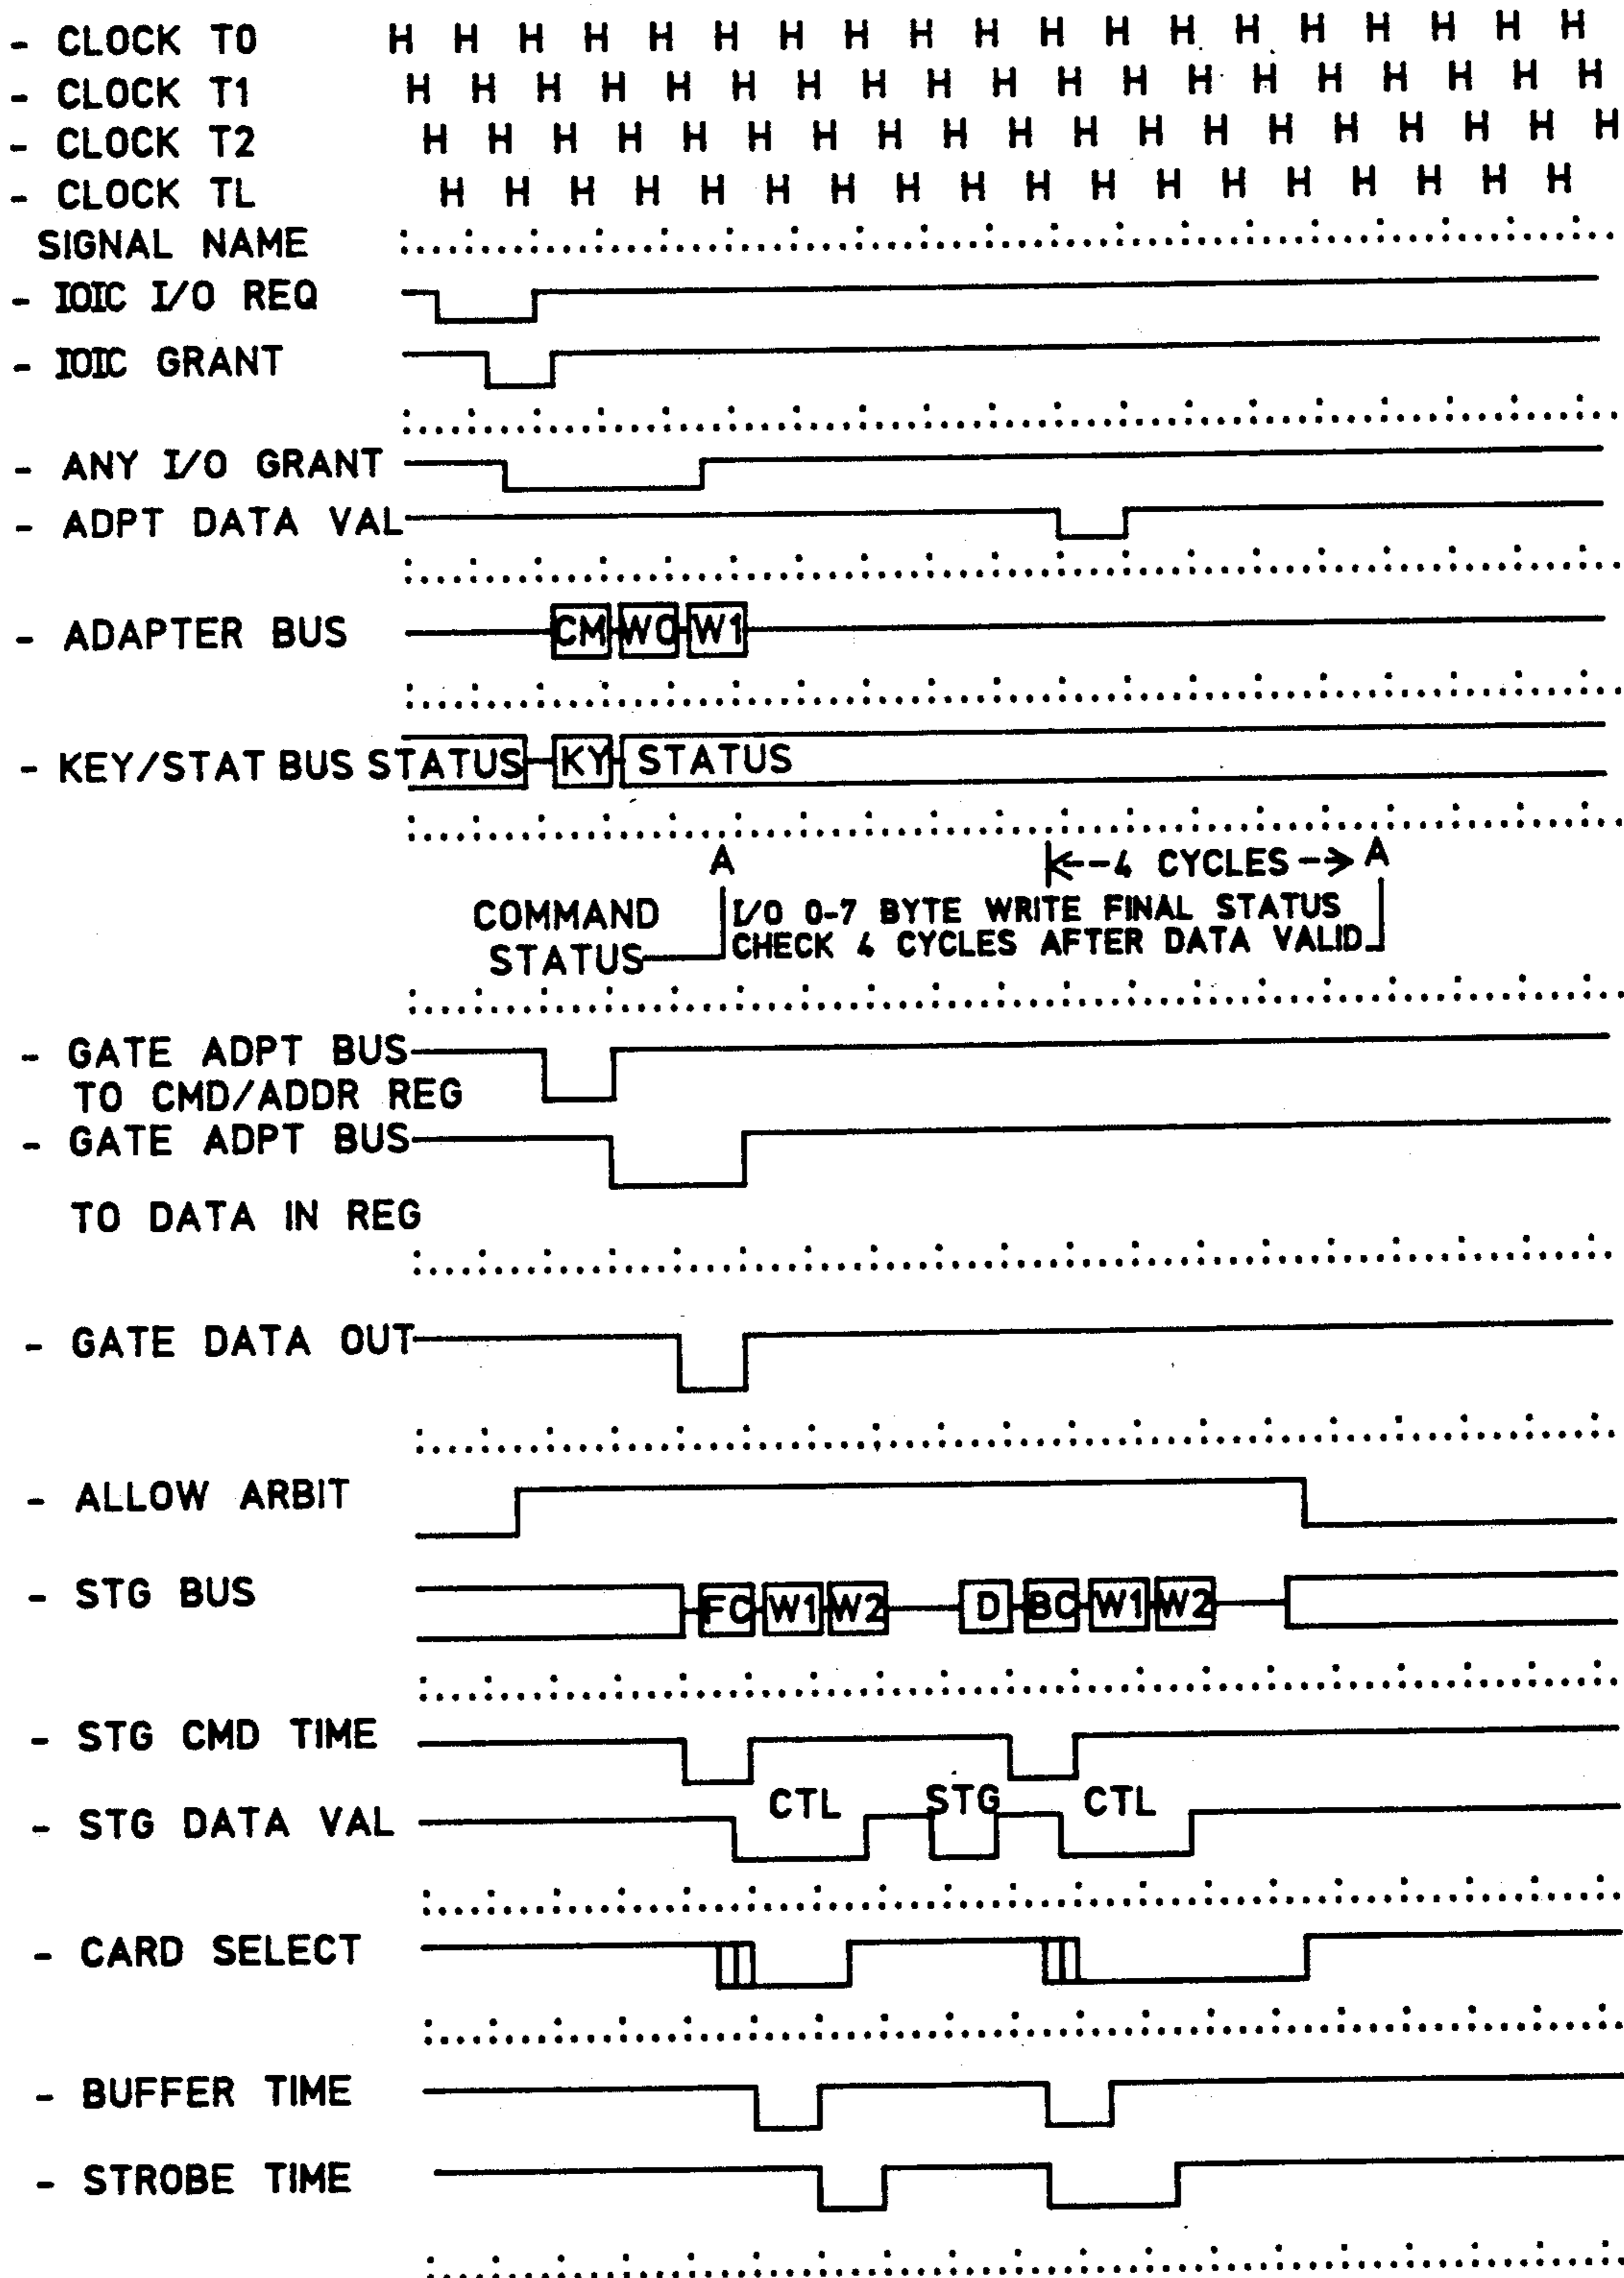 - CLOCK T0 H H H H H H H H H H H H H H H H H H H
- CLOCK T1 H H H H H H H H H H H H H H H H H H H
- CLOCK T2 H H H H H H H H H H H H H H H H H H H
- CLOCK TL H H H H H H H H H H H H H H H H H H
SIGNAL NAME
- IOIC I/O REQ
- IOIC GRANT
- ANY I/O GRANT
- ADPT DATA VAL
- ADAPTER BUS CM W0 W1
- KEY/STAT BUS STATUS KY STATUS
A |<--4 CYCLES--> A
COMMAND STATUS
I/O 0-7 BYTE WRITE FINAL STATUS
CHECK 4 CYCLES AFTER DATA VALID
- GATE ADPT BUS
TO CMD/ADDR REG
- GATE ADPT BUS
TO DATA IN REG
- GATE DATA OUT
- ALLOW ARBIT
- STG BUS FC W1 W2 D BC W1 W2
- STG CMD TIME
CTL STG CTL
- STG DATA VAL
- CARD SELECT
- BUFFER TIME
- STROBE TIME